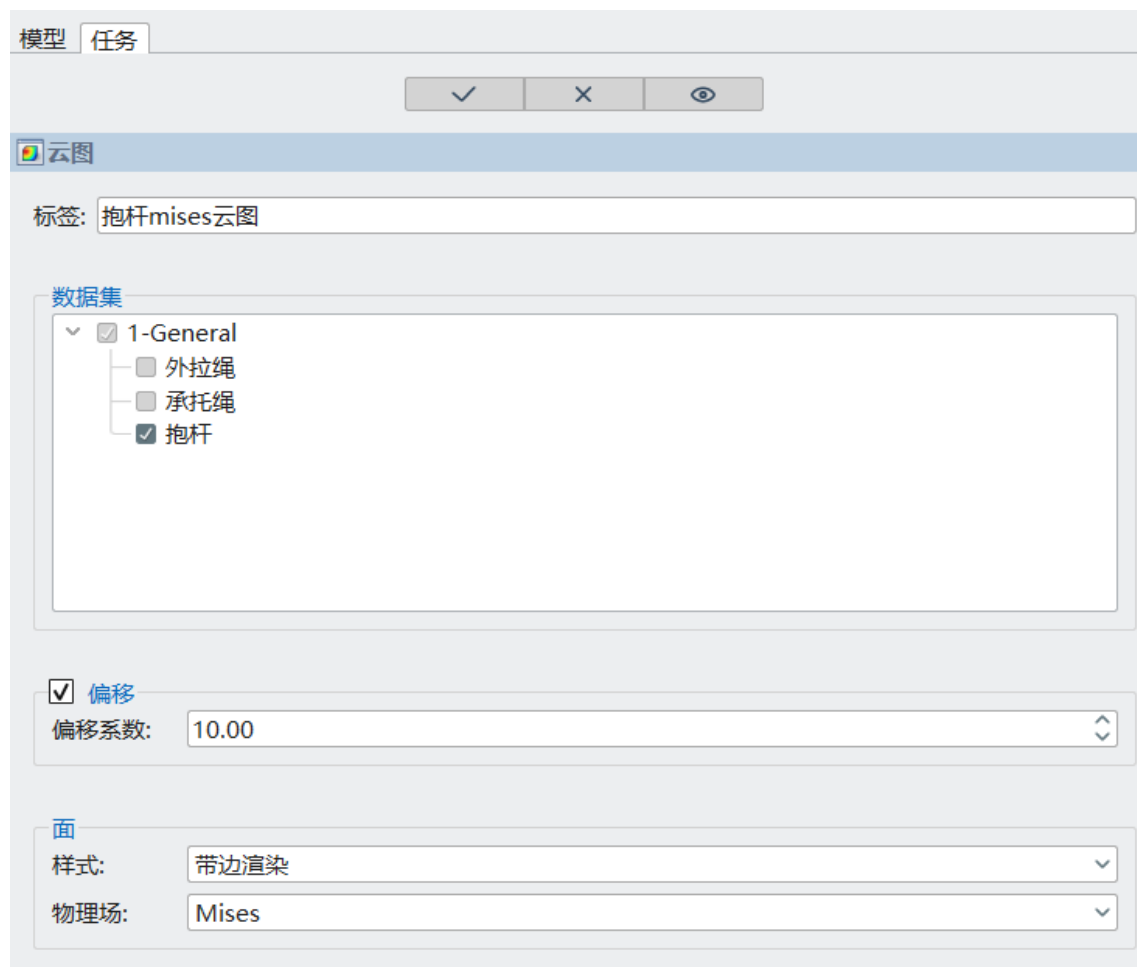 模型 任务
云图
标签: 抱杆mises云图
数据集
1-General
外拉绳
承托绳
抱杆
偏移
偏移系数: 10.00
面
样式: 带边渲染
物理场: Mises